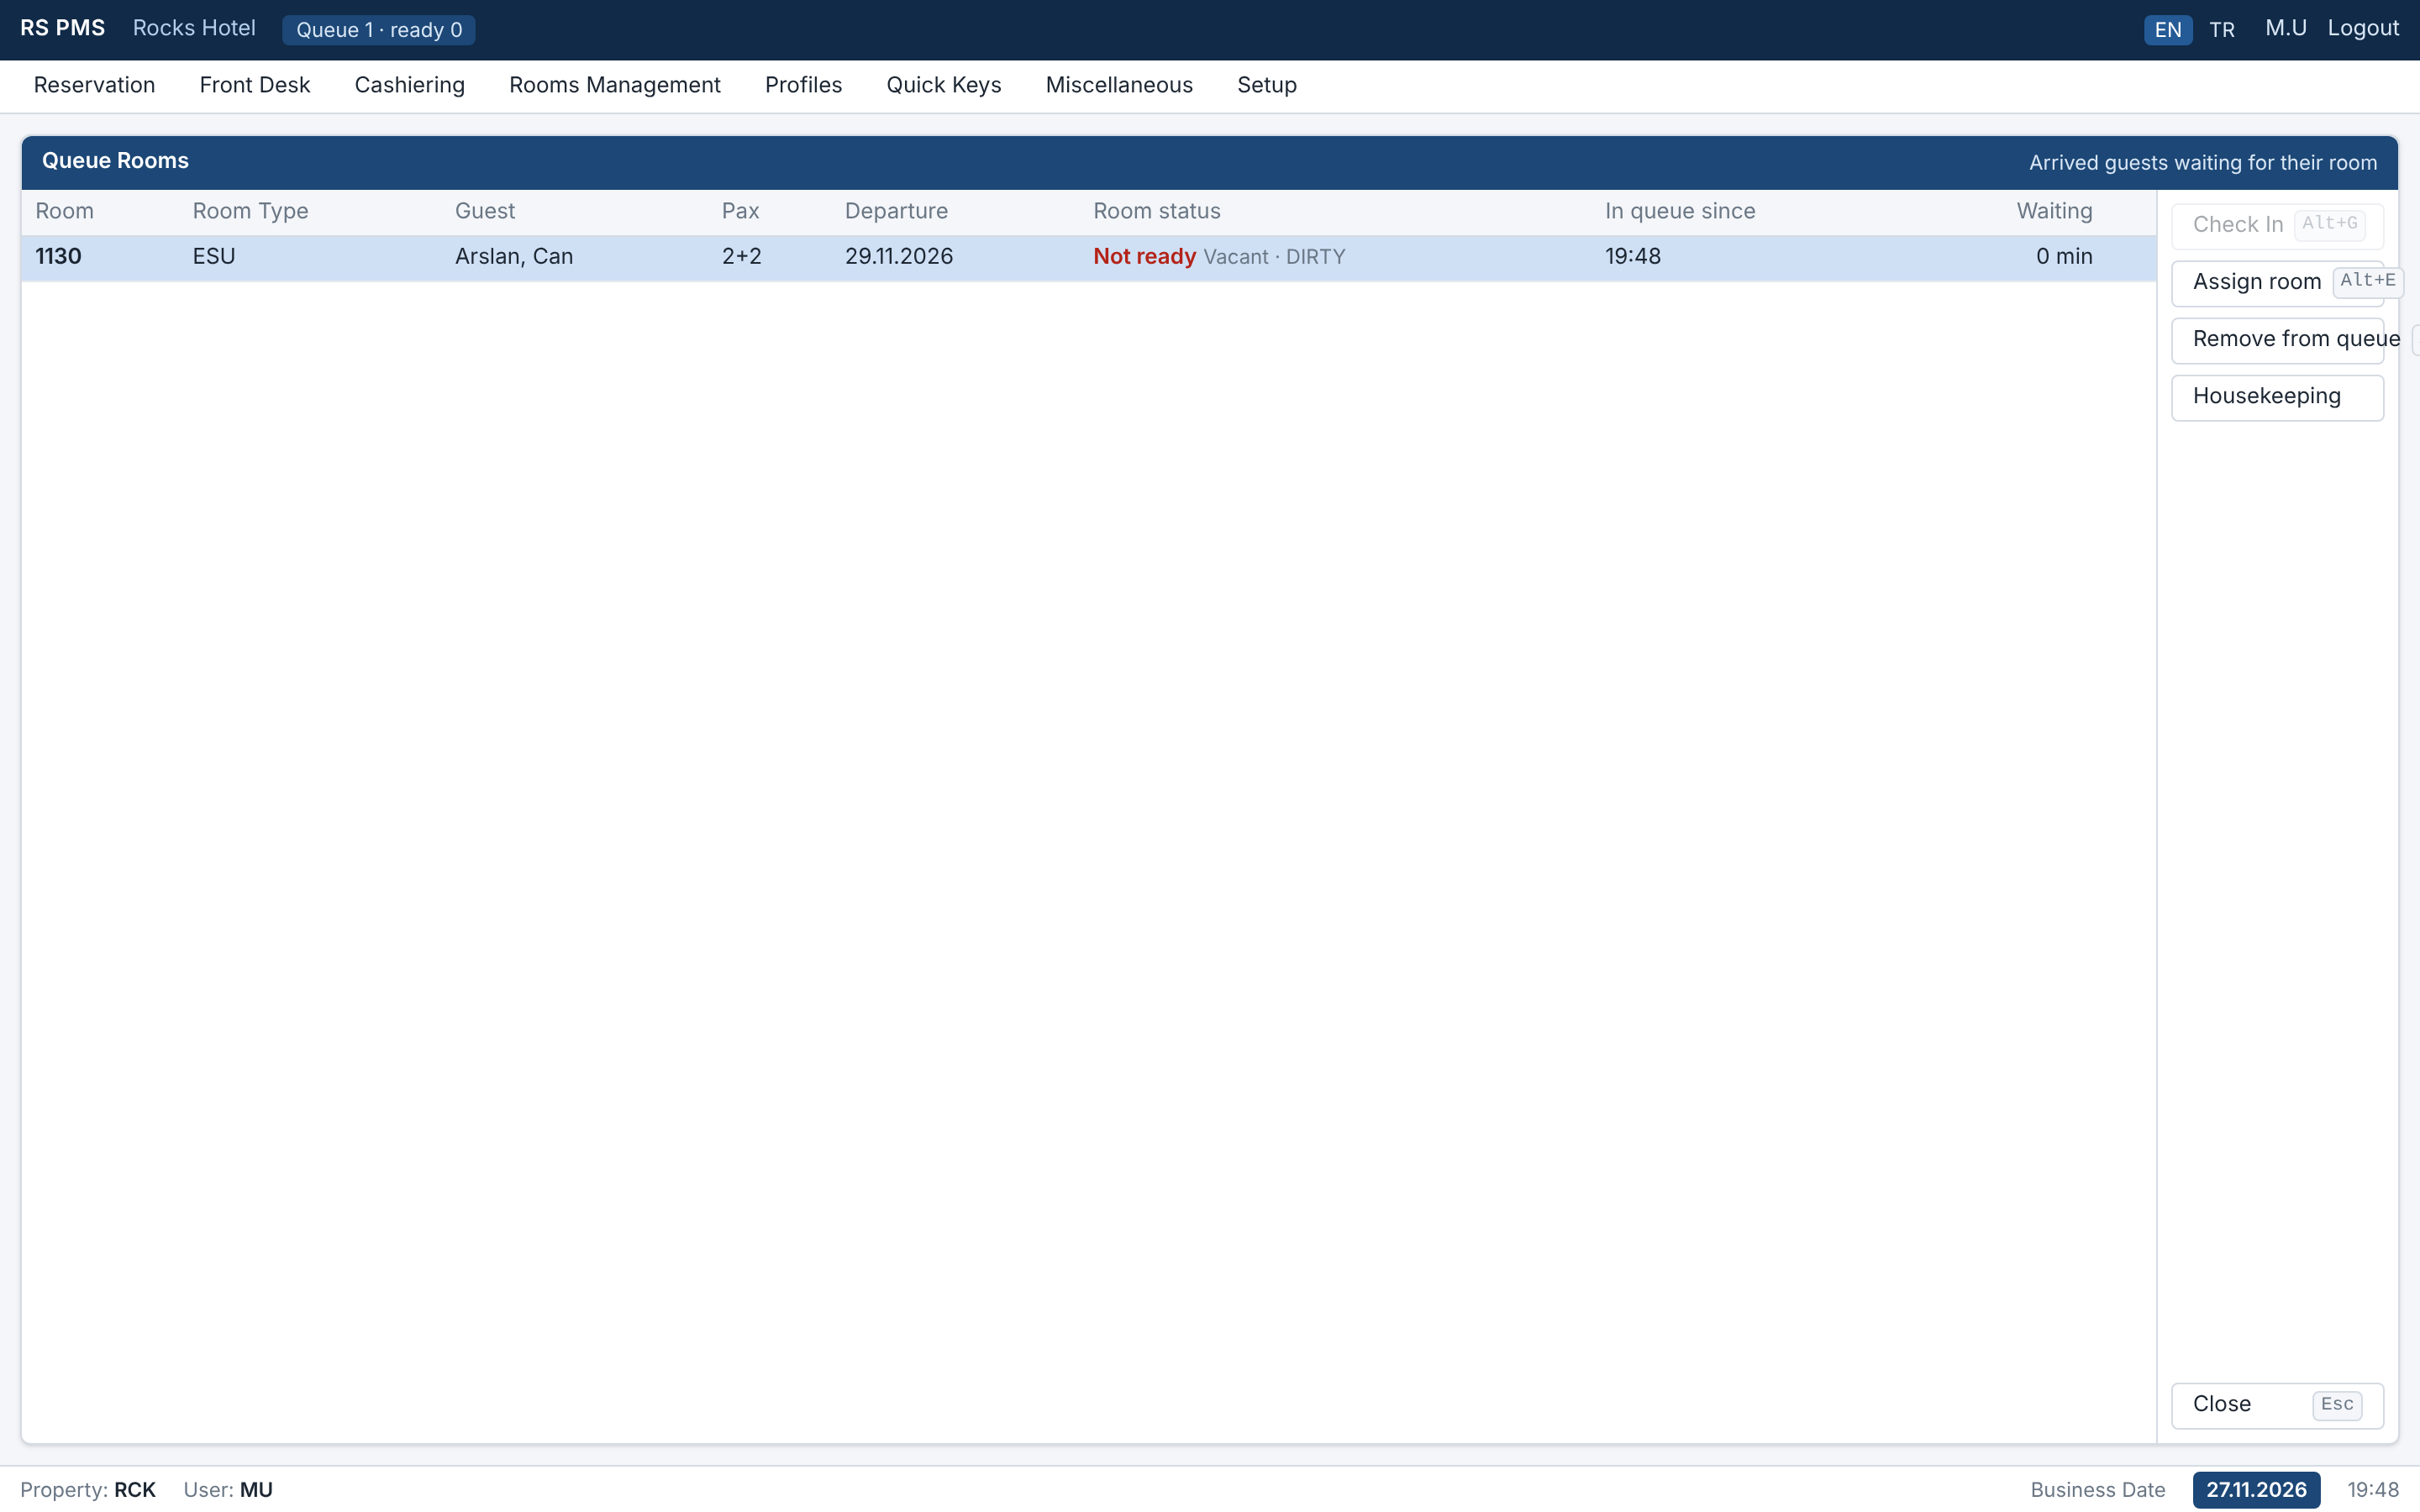 RS PMS Rocks Hotel Queue 1 · ready 0 EN TR M.U Logout
Reservation Front Desk Cashiering Rooms Management Profiles Quick Keys Miscellaneous Setup
Queue Rooms Arrived guests waiting for their room
Room Room Type Guest Pax Departure Room status In queue since Waiting
1130 ESU Arslan, Can 2+2 29.11.2026 Not ready Vacant · DIRTY 19:48 0 min
Check In Alt+G
Assign room Alt+E
Remove from queue
Housekeeping
Close Esc
Property: RCK User: MU Business Date 27.11.2026 19:48